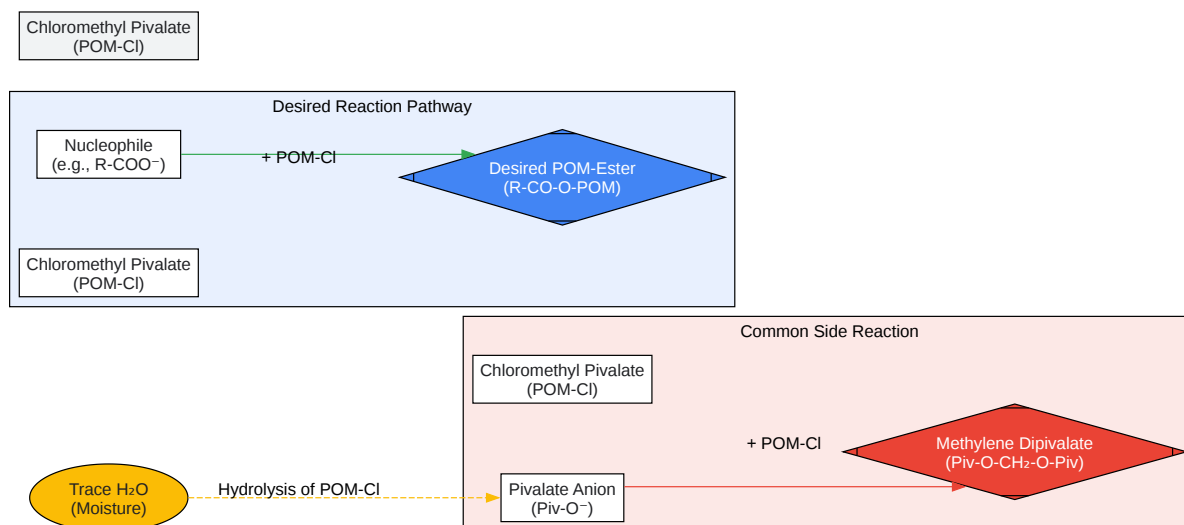 Chloromethyl Pivalate
(POM-Cl)
Desired Reaction Pathway
Nucleophile
(e.g., R-COO⁻)
+ POM-Cl
Desired POM-Ester
(R-CO-O-POM)
Chloromethyl Pivalate
(POM-Cl)
Common Side Reaction
Chloromethyl Pivalate
(POM-Cl)
+ POM-Cl
Methylene Dipivalate
(Piv-O-CH₂-O-Piv)
Trace H₂O
(Moisture)
Hydrolysis of POM-Cl
Pivalate Anion
(Piv-O⁻)